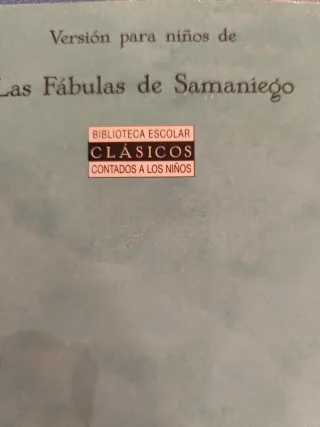 Versión para niños de
Las Fábulas de Samaniego
BIBLIOTECA ESCOLAR
CLÁSICOS
CONTADOS A LOS NIÑOS